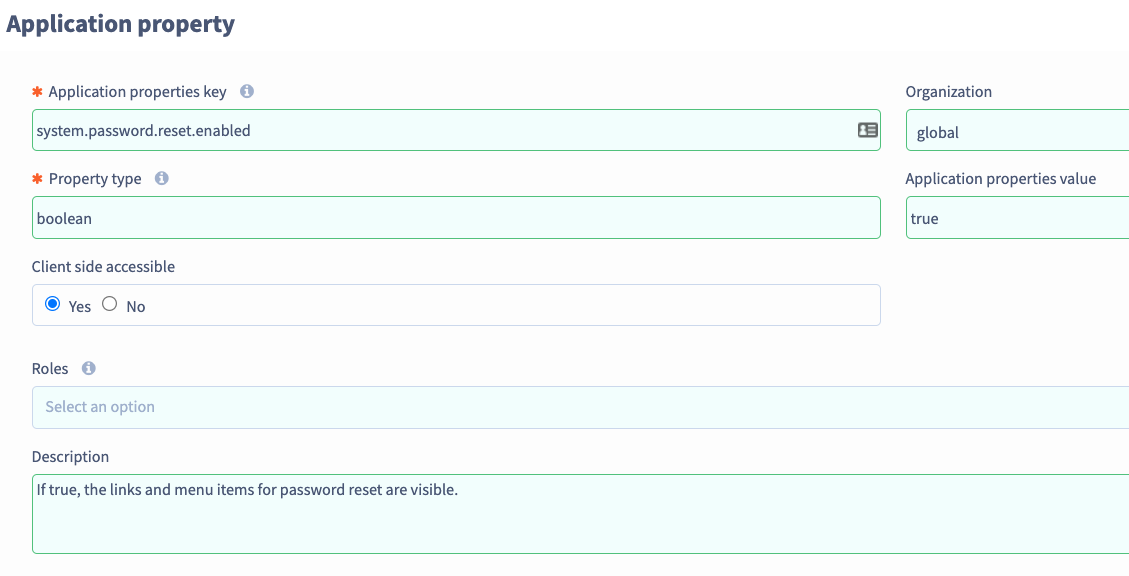 Application property
* Application properties key
Organization
system.password.reset.enabled
global
* Property type
Application properties value
boolean
true
Client side accessible
Yes No
Roles
Select an option
Description
If true, the links and menu items for password reset are visible.